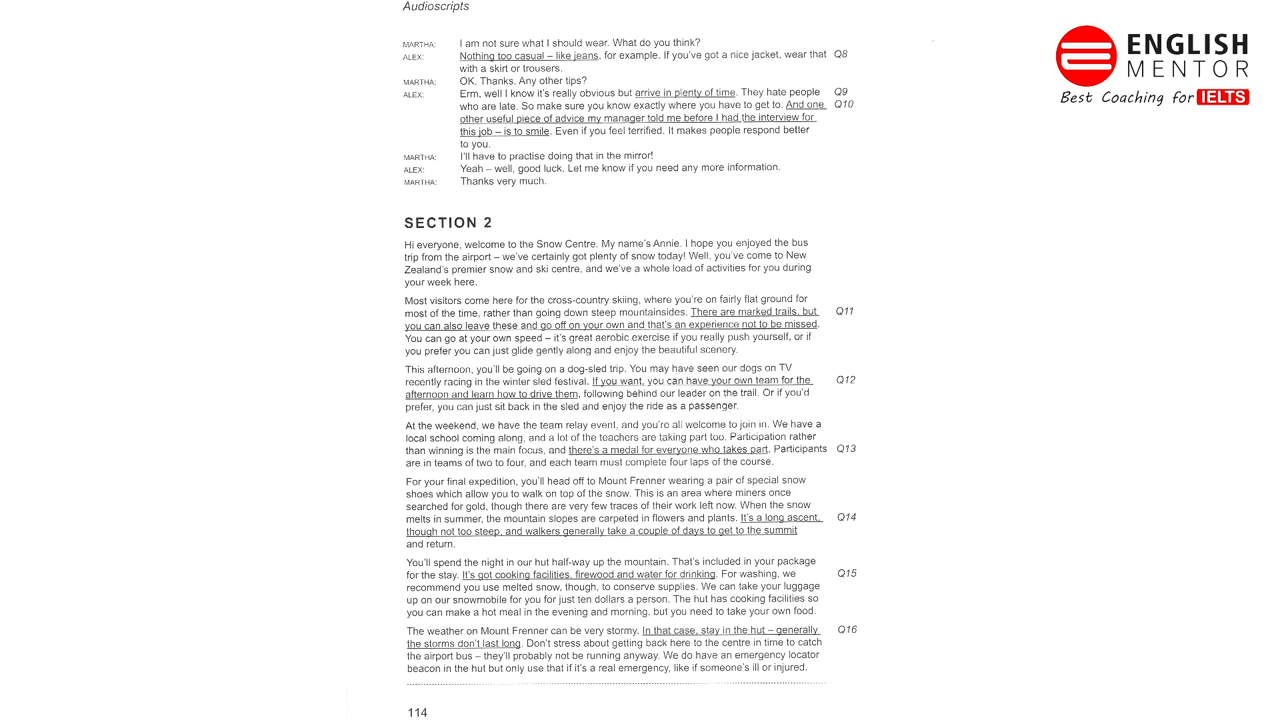 Audioscripts
ENGLISH
MENTOR
Best Coaching for IELTS
MARTHA: I am not sure what I should wear. What do you think?
ALEX: Nothing too casual – like jeans, for example. If you've got a nice jacket, wear that Q8
with a skirt or trousers.
MARTHA: OK. Thanks. Any other tips?
ALEX: Erm, well I know it's really obvious but arrive in plenty of time. They hate people Q9
who are late. So make sure you know exactly where you have to get to. And one Q10
other useful piece of advice my manager told me before I had the interview for
this job – is to smile. Even if you feel terrified. It makes people respond better
to you.
MARTHA: I'll have to practise doing that in the mirror!
ALEX: Yeah – well, good luck. Let me know if you need any more information.
MARTHA: Thanks very much.
SECTION 2
Hi everyone, welcome to the Snow Centre. My name's Annie. I hope you enjoyed the bus
trip from the airport – we've certainly got plenty of snow today! Well, you've come to New
Zealand's premier snow and ski centre, and we've a whole load of activities for you during
your week here.
Most visitors come here for the cross-country skiing, where you're on fairly flat ground for
most of the time, rather than going down steep mountainsides. There are marked trails, but Q11
you can also leave these and go off on your own and that's an experience not to be missed.
You can go at your own speed – it's great aerobic exercise if you really push yourself, or if
you prefer you can just glide gently along and enjoy the beautiful scenery.
This afternoon, you'll be going on a dog-sled trip. You may have seen our dogs on TV
recently racing in the winter sled festival. If you want, you can have your own team for the Q12
afternoon and learn how to drive them, following behind our leader on the trail. Or if you'd
prefer, you can just sit back in the sled and enjoy the ride as a passenger.
At the weekend, we have the team relay event, and you're all welcome to join in. We have a
local school coming along, and a lot of the teachers are taking part too. Participation rather
than winning is the main focus, and there's a medal for everyone who takes part. Participants Q13
are in teams of two to four, and each team must complete four laps of the course.
For your final expedition, you'll head off to Mount Frenner wearing a pair of special snow
shoes which allow you to walk on top of the snow. This is an area where miners once
searched for gold, though there are very few traces of their work left now. When the snow
melts in summer, the mountain slopes are carpeted in flowers and plants. It's a long ascent, Q14
though not too steep, and walkers generally take a couple of days to get to the summit
and return.
You'll spend the night in our hut half-way up the mountain. That's included in your package
for the stay. It's got cooking facilities, firewood and water for drinking. For washing, we Q15
recommend you use melted snow, though, to conserve supplies. We can take your luggage
up on our snowmobile for you for just ten dollars a person. The hut has cooking facilities so
you can make a hot meal in the evening and morning, but you need to take your own food.
The weather on Mount Frenner can be very stormy. In that case, stay in the hut – generally Q16
the storms don't last long. Don't stress about getting back here to the centre in time to catch
the airport bus – they'll probably not be running anyway. We do have an emergency locator
beacon in the hut but only use that if it's a real emergency, like if someone's ill or injured.
114